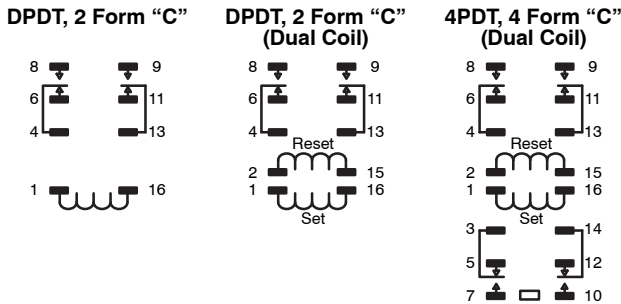 DPDT, 2 Form “C”
8 9
6 11
4 13
1 16
DPDT, 2 Form “C”
(Dual Coil)
8 9
6 11
4 13
Reset
2 15
1 16
Set
4PDT, 4 Form “C”
(Dual Coil)
8 9
6 11
4 13
Reset
2 15
1 16
Set
3 14
5 12
7 10